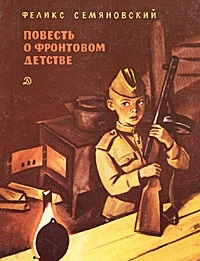 ФЕЛИКС СЕМЯНОВСКИЙ
ПОВЕСТЬ
О ФРОНТОВОМ
ДЕТСТВЕ